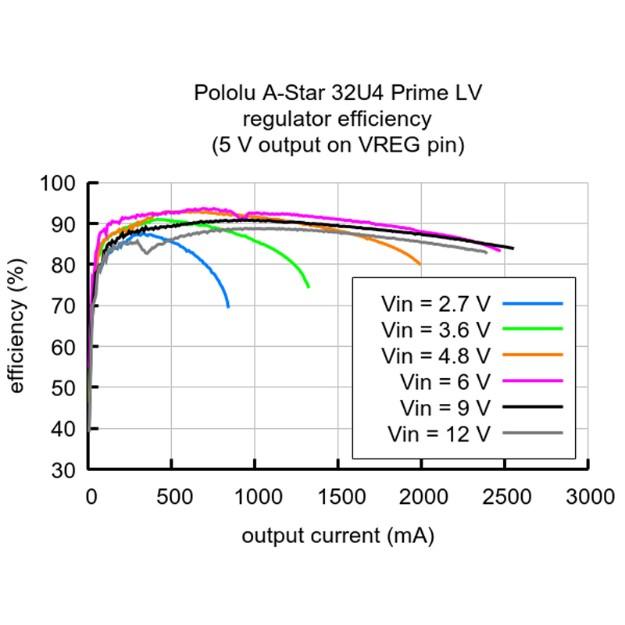 Pololu A-Star 32U4 Prime LV
regulator efficiency
(5 V output on VREG pin)
100
90
80
70
60
50
40
30
efficiency (%)
Vin = 2.7 V
Vin = 3.6 V
Vin = 4.8 V
Vin = 6 V
Vin = 9 V
Vin = 12 V
0 500 1000 1500 2000 2500 3000
output current (mA)